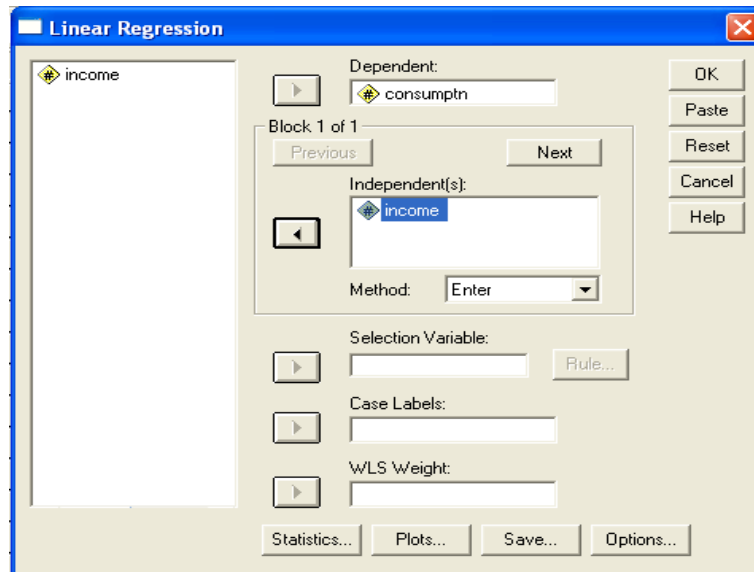 Linear Regression
income
Dependent:
# consumptn
Block 1 of 1
Previous
Next
Independent(s):
# income
Method:
Enter
Selection Variable:
Rule...
Case Labels:
WLS Weight:
Statistics...
Plots...
Save...
Options...
OK
Paste
Reset
Cancel
Help